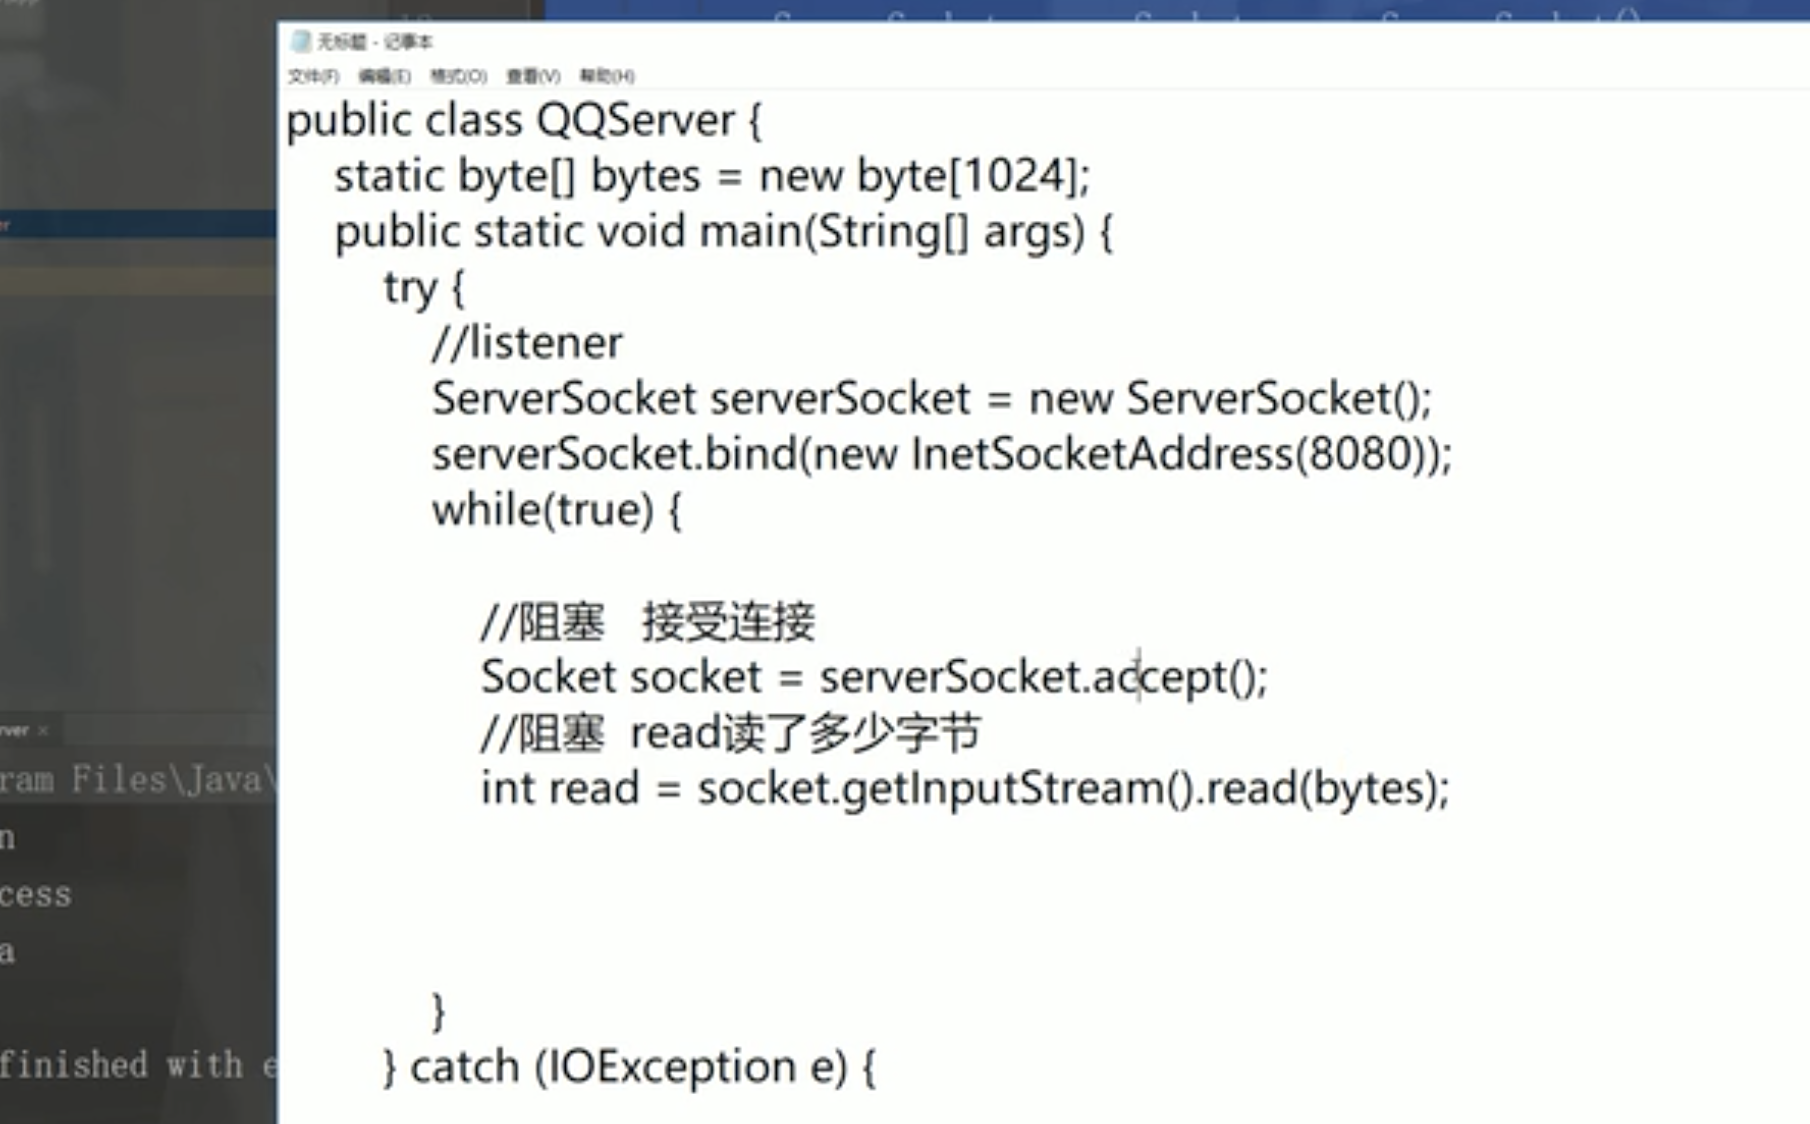 无标题 - 记事本
文件(F) 编辑(E) 格式(O) 查看(V) 帮助(H)
public class QQServer {
static byte[] bytes = new byte[1024];
public static void main(String[] args) {
try {
//listener
ServerSocket serverSocket = new ServerSocket();
serverSocket.bind(new InetSocketAddress(8080));
while(true) {
//阻塞 接受连接
Socket socket = serverSocket.accept();
//阻塞 read读了多少字节
int read = socket.getInputStream().read(bytes);
}
} catch (IOException e) {
rver ×
ram Files\Java\
n
cess
a
finished with e